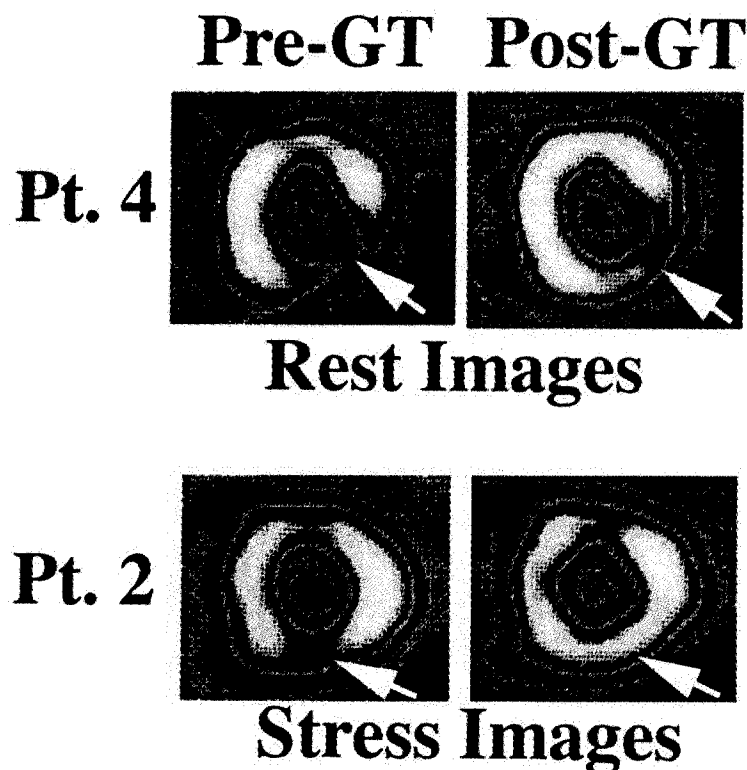 Pre-GT Post-GT
Pt. 4
Rest Images
Pt. 2
Stress Images